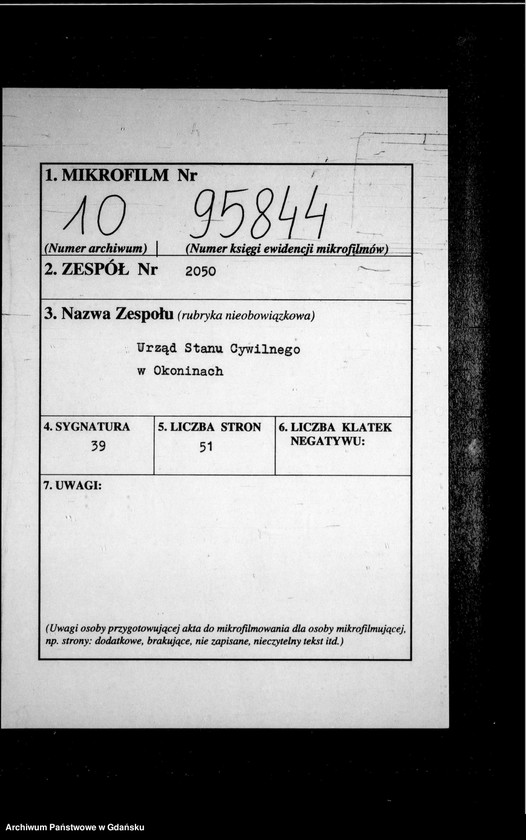 1. MIKROFILM Nr
10 95844
(Numer archiwum) (Numer księgi ewidencji mikrofilmów)
2. ZESPÓŁ Nr 2050
3. Nazwa Zespołu (rubryka nieobowiązkowa)
Urząd Stanu Cywilnego
w Okoninach
4. SYGNATURA 5. LICZBA STRON 6. LICZBA KLATEK
NEGATYWU:
39 51
7. UWAGI:
(Uwagi osoby przygotowującej akta do mikrofilmowania dla osoby mikrofilmującej,
np. strony: dodatkowe, brakujące, nie zapisane, nieczytelny tekst itd.)
Archiwum Państwowe w Gdańsku